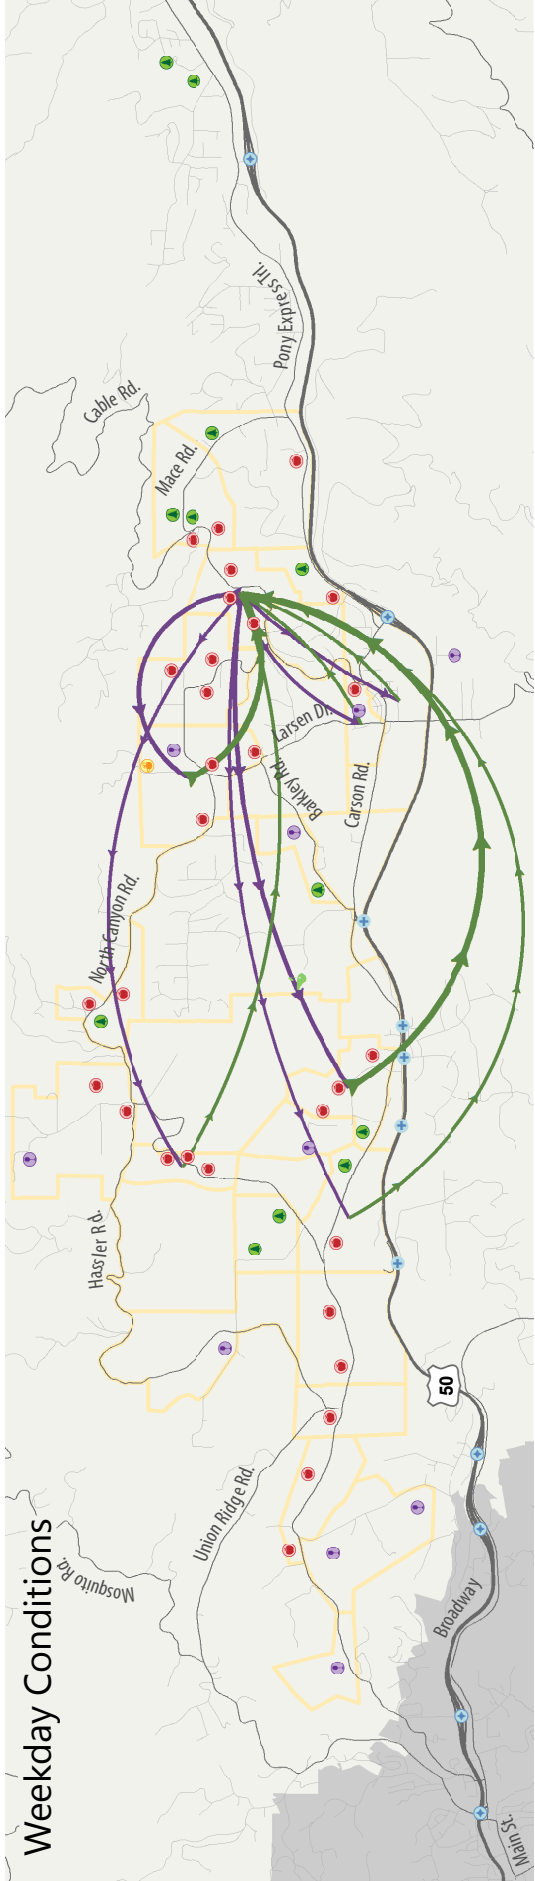 Weekday Conditions
Mosquito Rd.
Union Ridge Rd.
Hassler Rd.
North Canyon Rd.
Cable Rd.
Mace Rd.
Pony Express Trl.
Larsen Dr.
Barkley Rd.
Carson Rd.
50
Broadway
Main St.